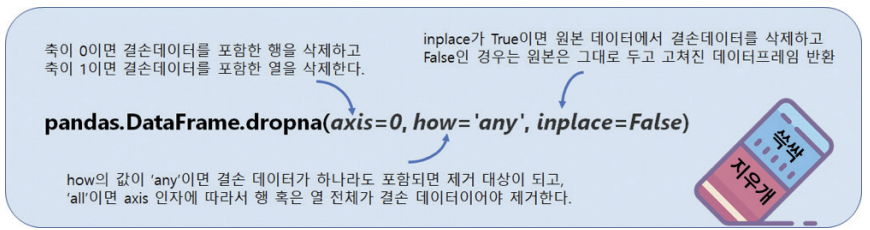 축이 0이면 결손데이터를 포함한 행을 삭제하고
축이 1이면 결손데이터를 포함한 열을 삭제한다.
inplace가 True이면 원본 데이터에서 결손데이터를 삭제하고
False인 경우는 원본은 그대로 두고 고쳐진 데이터프레임 반환
pandas.DataFrame.dropna(axis=0, how='any', inplace=False)
how의 값이 ‘any’이면 결손 데이터가 하나라도 포함되면 제거 대상이 되고,
‘all’이면 axis 인자에 따라서 행 혹은 열 전체가 결손 데이터이어야 제거한다.
쓱싹
지우개